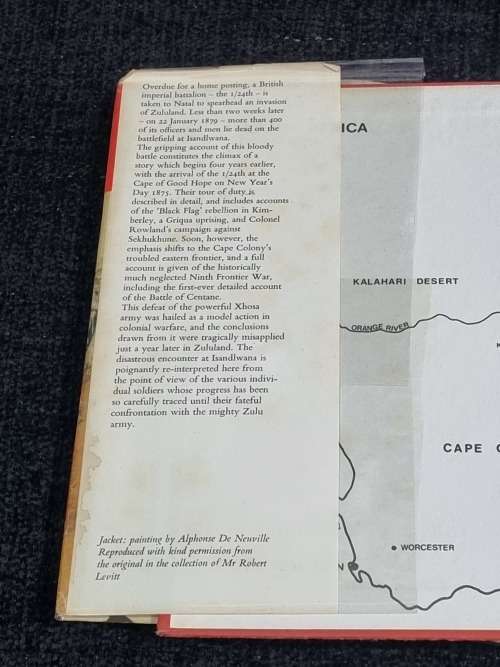 Overdue for a home posting, a British
imperial battalion – the 1/24th – is
taken to Natal to spearhead an invasion
of Zululand. Less than two weeks later
– on 22 January 1879 – more than 400
of its officers and men lie dead on the
battlefield at Isandlwana.
The gripping account of this bloody
battle constitutes the climax of a
story which begins four years earlier,
with the arrival of the 1/24th at the
Cape of Good Hope on New Year's
Day 1875. Their tour of duty is
described in detail, and includes accounts
of the 'Black Flag' rebellion in Kim-
berley, a Griqua uprising, and Colonel
Rowland's campaign against
Sekhukhune. Soon, however, the
emphasis shifts to the Cape Colony's
troubled eastern frontier, and a full
account is given of the historically
much neglected Ninth Frontier War,
including the first-ever detailed account
of the Battle of Centane.
This defeat of the powerful Xhosa
army was hailed as a model action in
colonial warfare, and the conclusions
drawn from it were tragically misapplied
just a year later in Zululand. The
disastrous encounter at Isandlwana is
poignantly re-interpreted here from
the point of view of the various indivi-
dual soldiers whose progress has been
so carefully traced until their fateful
confrontation with the mighty Zulu
army.
Jacket: painting by Alphonse De Neuville
Reproduced with kind permission from
the original in the collection of Mr Robert
Levitt
ICA
KALAHARI DESERT
ORANGE RIVER
CAPE
WORCESTER